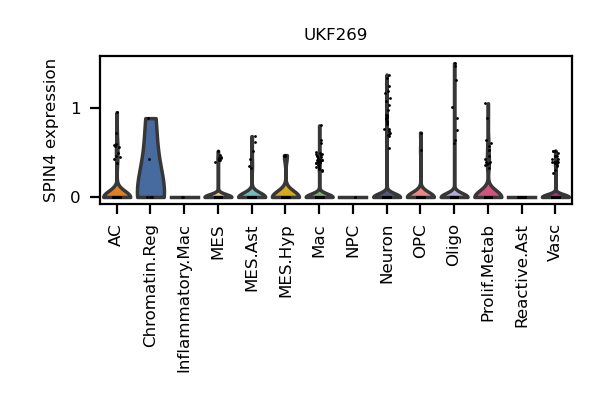 UKF269
SPIN4 expression
1
0
AC
Chromatin.Reg
Inflammatory.Mac
MES
MES.Ast
MES.Hyp
Mac
NPC
Neuron
OPC
Oligo
Prolif.Metab
Reactive.Ast
Vasc